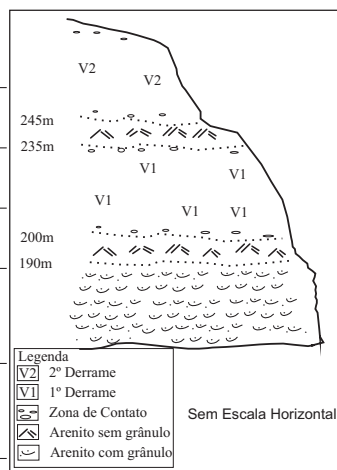 V2
V2
245m
235m
V1
V1
V1
V1
V1
200m
190m
Legenda
V2 2º Derrame
V1 1º Derrame
Zona de Contato
Arenito sem grânulo
Arenito com grânulo
Sem Escala Horizontal